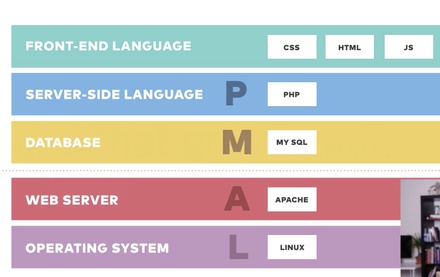 FRONT-END LANGUAGE CSS HTML JS
SERVER-SIDE LANGUAGE P PHP
DATABASE M MY SQL
WEB SERVER A APACHE
OPERATING SYSTEM L LINUX